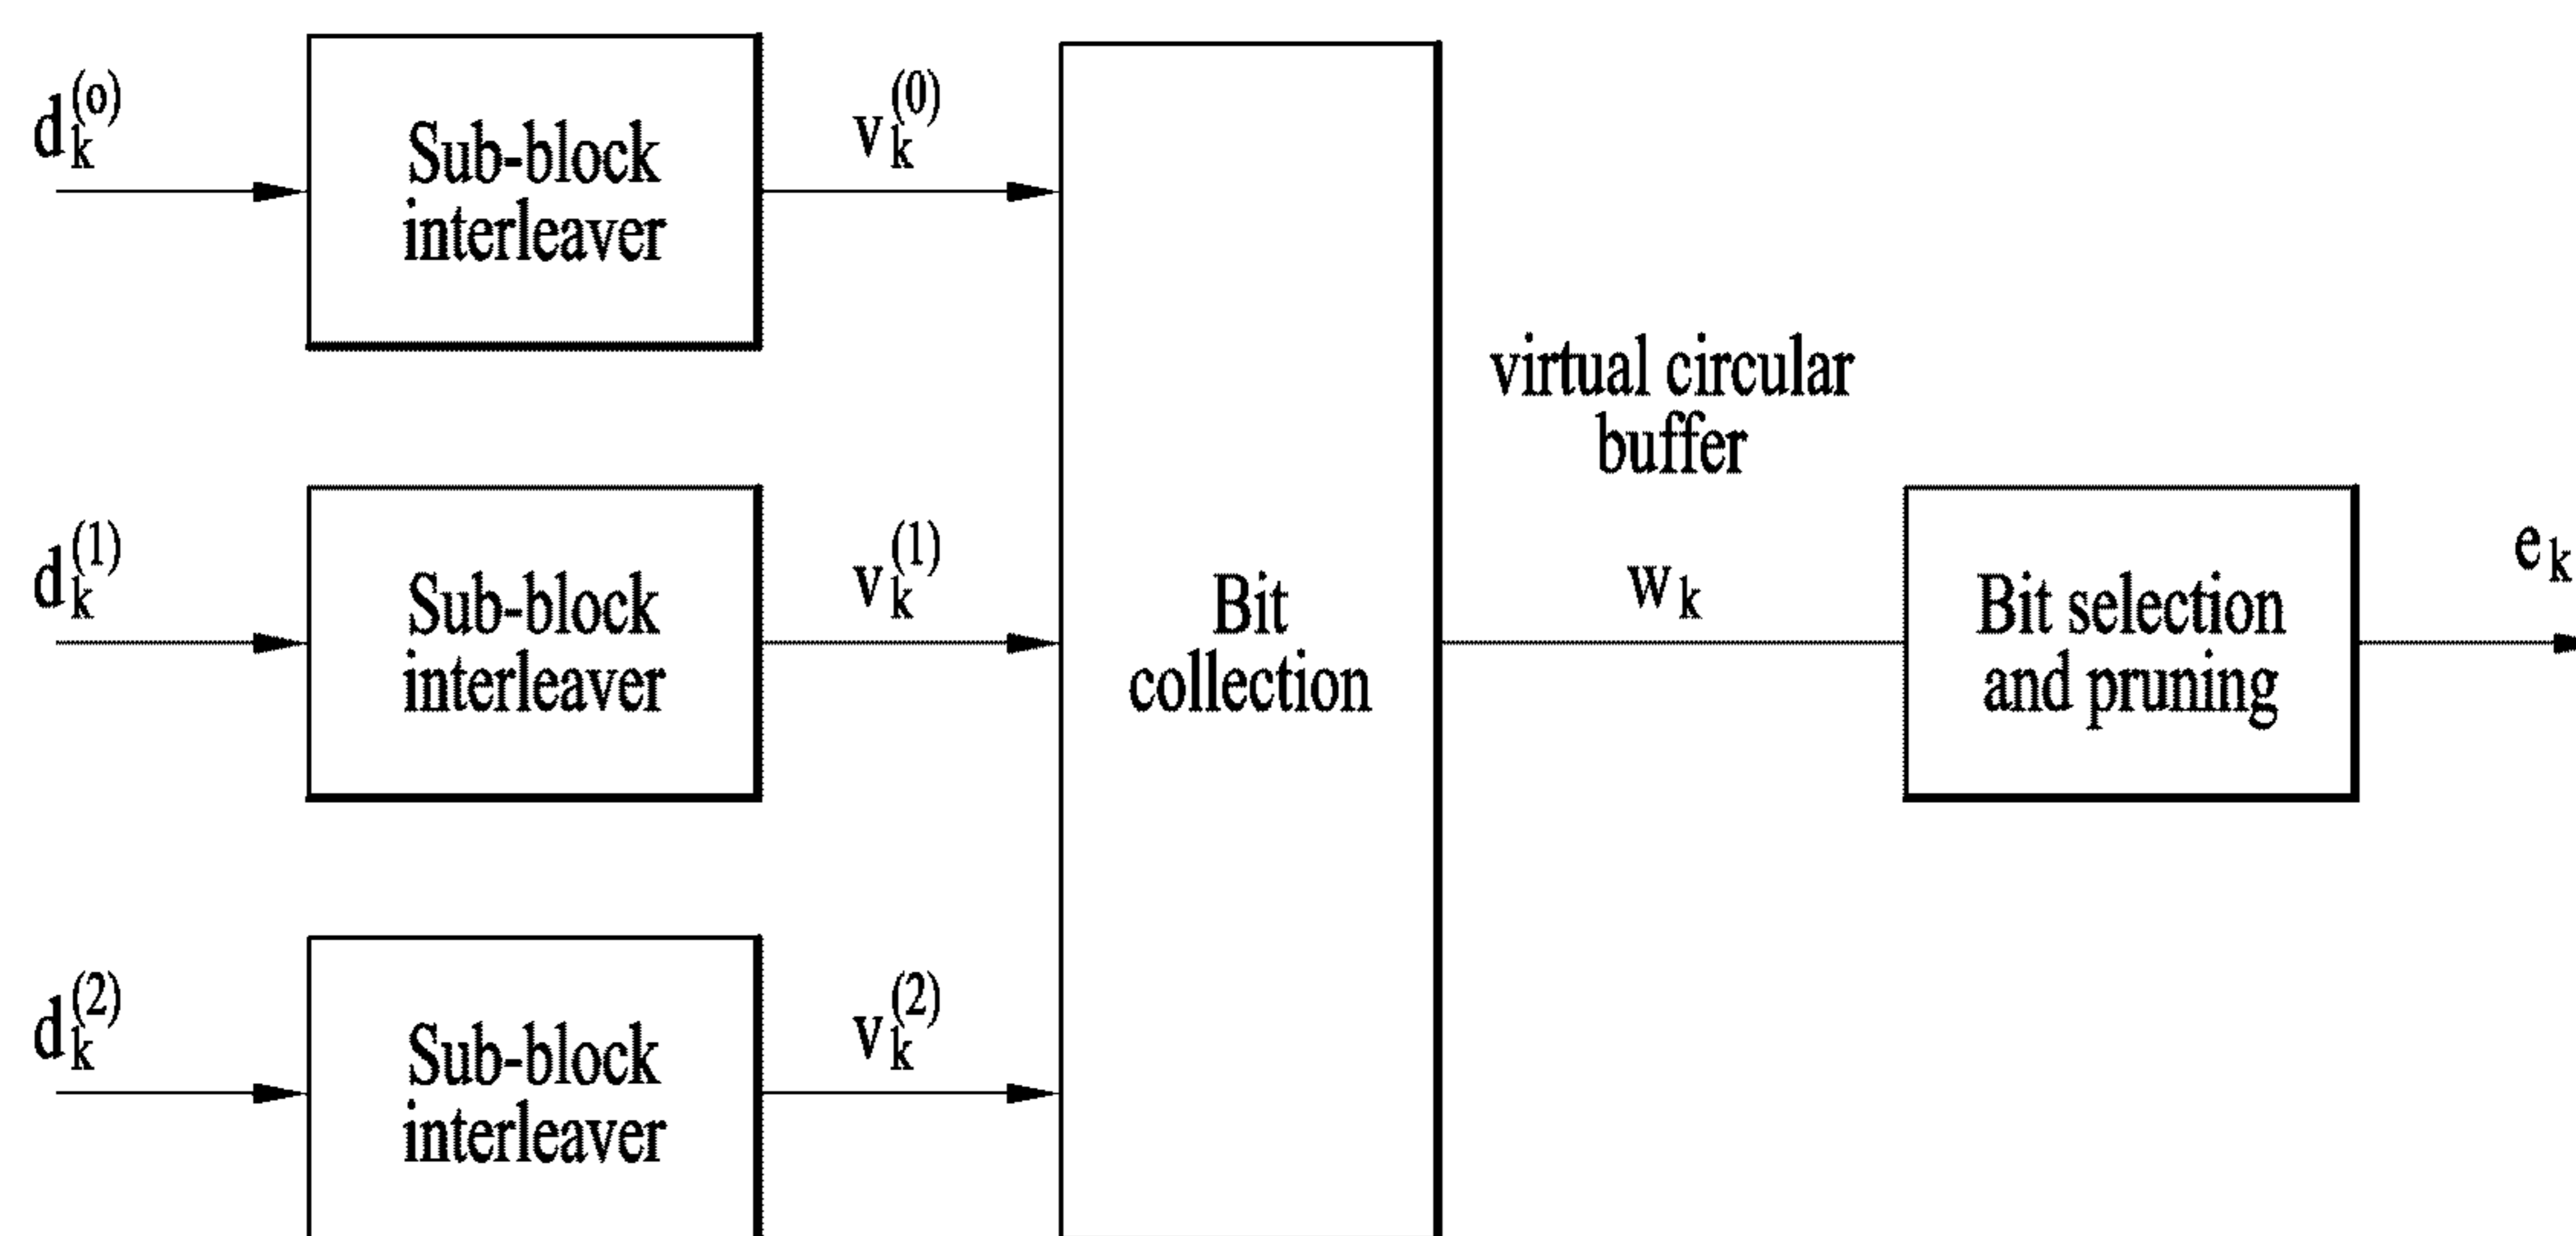 d_k^(o)
Sub-block
interleaver
v_k^(0)
d_k^(1)
Sub-block
interleaver
v_k^(1)
d_k^(2)
Sub-block
interleaver
v_k^(2)
Bit
collection
virtual circular
buffer
w_k
Bit selection
and pruning
e_k